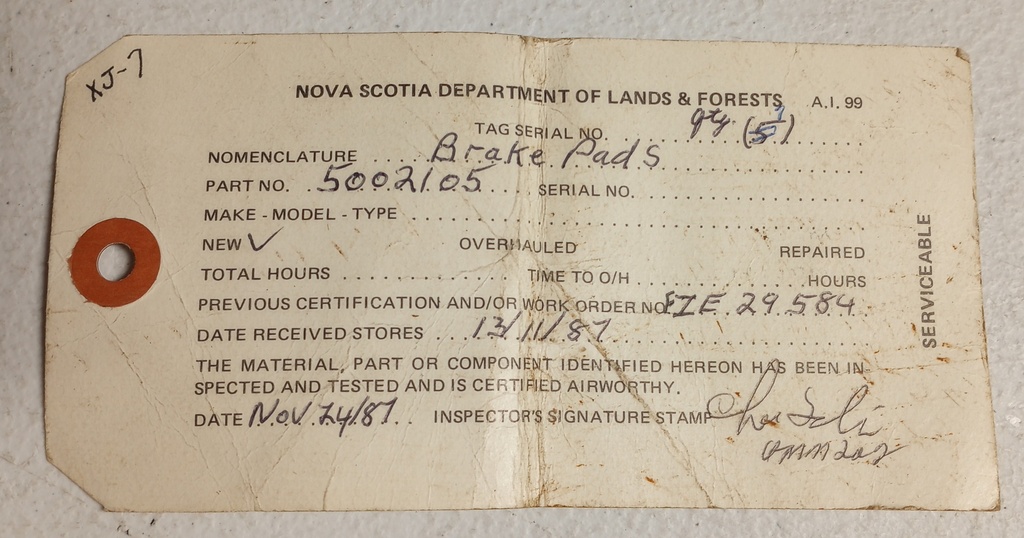 XJ-7
NOVA SCOTIA DEPARTMENT OF LANDS & FORESTS A.I. 99
TAG SERIAL NO. qty. (5)
NOMENCLATURE Brake Pads
PART NO. 5002105 SERIAL NO.
MAKE - MODEL - TYPE
NEW ✓ OVERHAULED REPAIRED
TOTAL HOURS TIME TO O/H HOURS
PREVIOUS CERTIFICATION AND/OR WORK ORDER NO 29584
DATE RECEIVED STORES 13/11/87
THE MATERIAL, PART OR COMPONENT IDENTIFIED HEREON HAS BEEN IN-
SPECTED AND TESTED AND IS CERTIFIED AIRWORTHY.
DATE Nov. 24/87 INSPECTOR'S SIGNATURE STAMP
SERVICEABLE